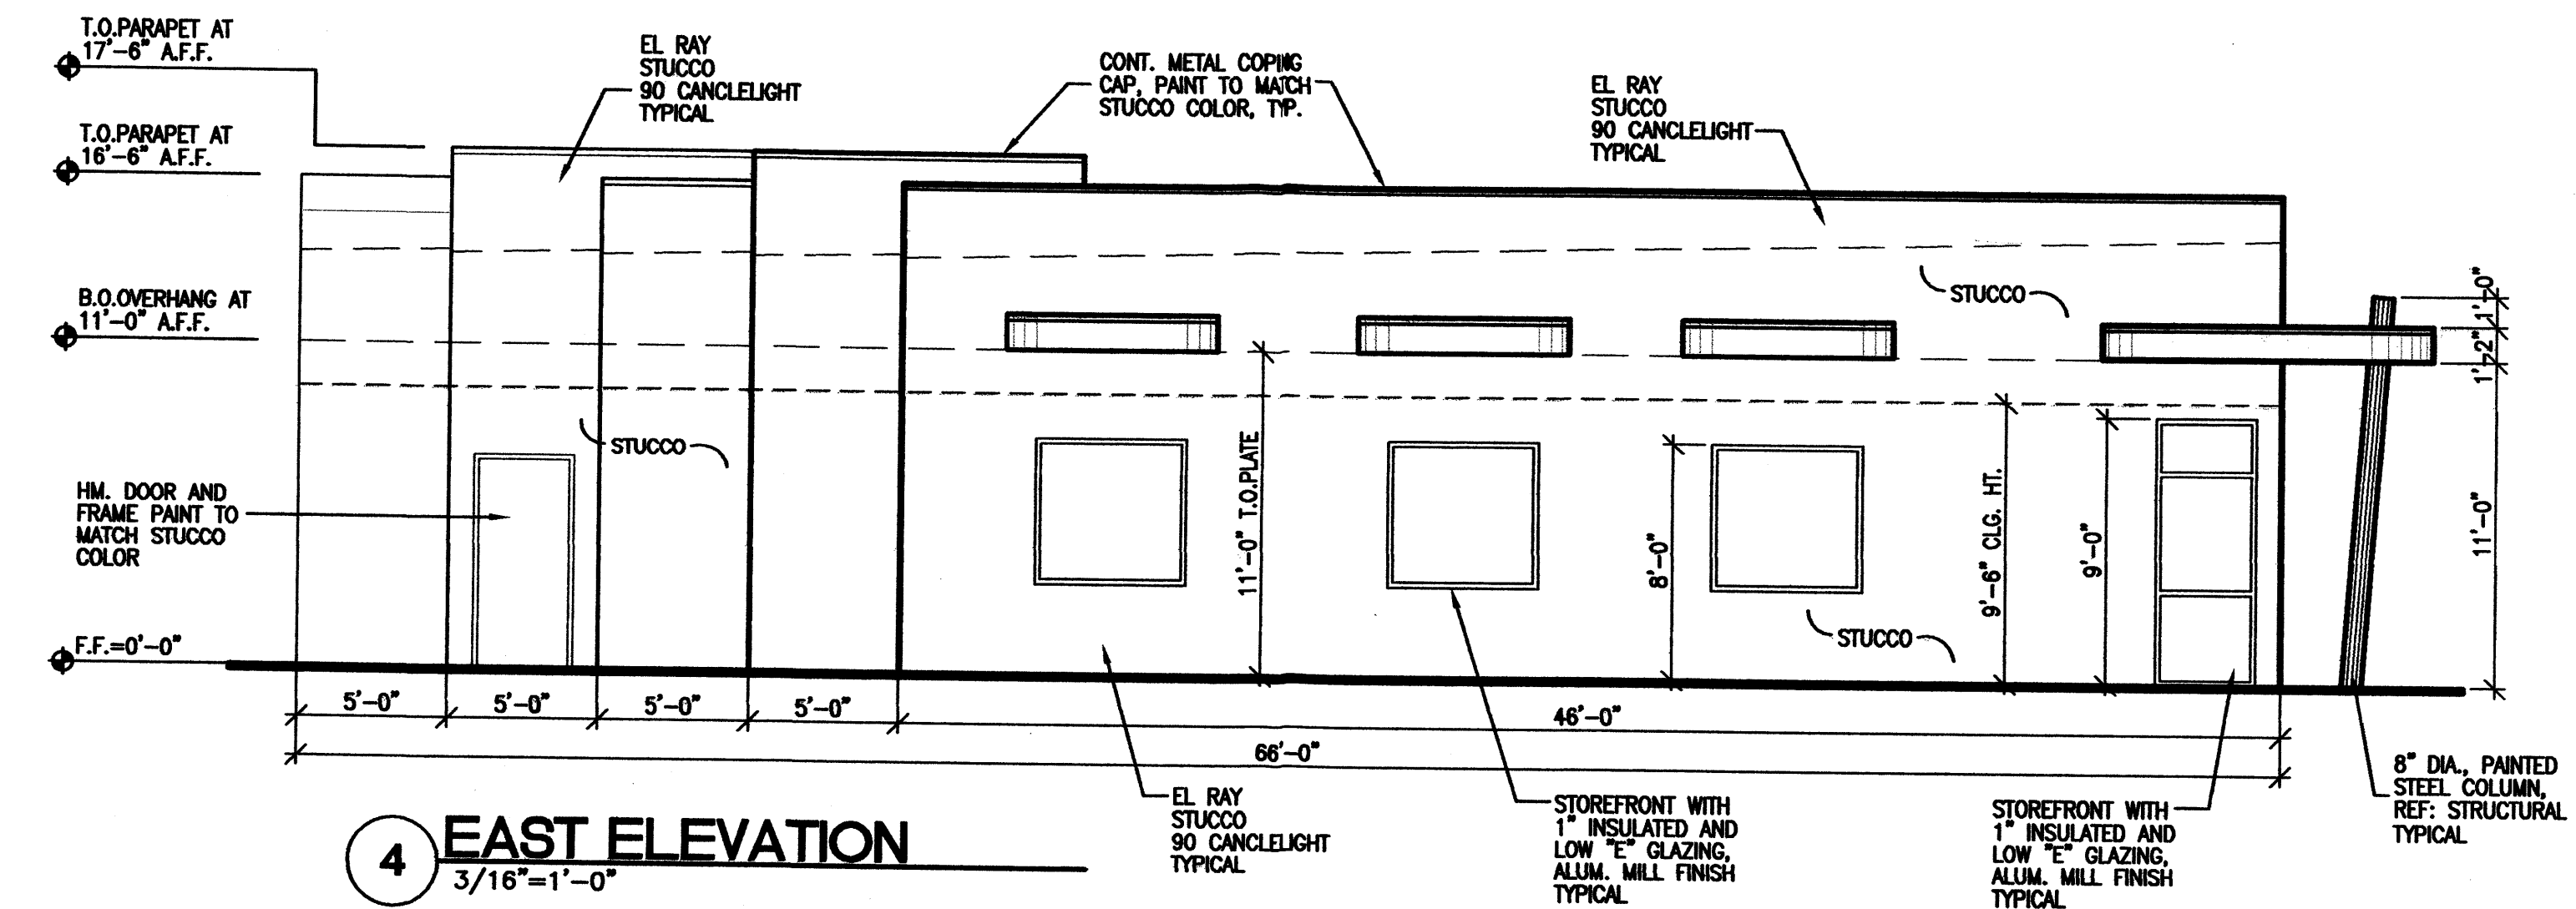 T.O.PARAPET AT
17'-6" A.F.F.
T.O.PARAPET AT
16'-6" A.F.F.
B.O.OVERHANG AT
11'-0" A.F.F.
HM. DOOR AND
FRAME PAINT TO
MATCH STUCCO
COLOR
F.F.=0'-0"
EL RAY
STUCCO
90 CANCLELIGHT
TYPICAL
CONT. METAL COPING
CAP, PAINT TO MATCH
STUCCO COLOR, TYP.
EL RAY
STUCCO
90 CANCLELIGHT
TYPICAL
STUCCO
STUCCO
STUCCO
11'-0" T.O.PLATE
8'-0"
9'-6" CLG. HT.
9'-0"
1'-0"
1'-2"
11'-0"
5'-0"
5'-0"
5'-0"
5'-0"
46'-0"
66'-0"
EL RAY
STUCCO
90 CANCLELIGHT
TYPICAL
STOREFRONT WITH
1" INSULATED AND
LOW "E" GLAZING,
ALUM. MILL FINISH
TYPICAL
STOREFRONT WITH
1" INSULATED AND
LOW "E" GLAZING,
ALUM. MILL FINISH
TYPICAL
8" DIA., PAINTED
STEEL COLUMN,
REF: STRUCTURAL
TYPICAL
4
EAST ELEVATION
3/16"=1'-0"